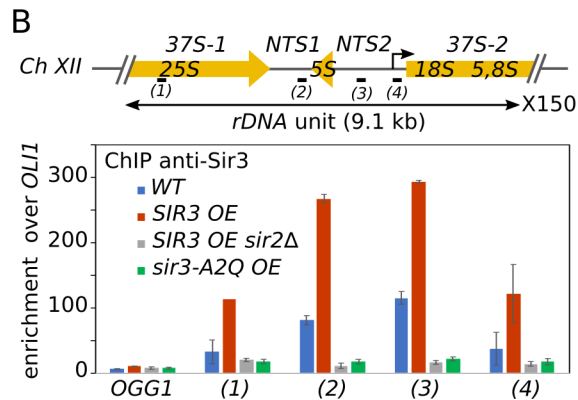 B
37S-1 NTS1 NTS2 37S-2
Ch XII 25S 5S 18S 5,8S
(1) (2) (3) (4)
X150
rDNA unit (9.1 kb)
ChIP anti-Sir3
WT
SIR3 OE
SIR3 OE sir2Δ
sir3-A2Q OE
enrichment over OLI1
300
200
100
0
OGG1 (1) (2) (3) (4)